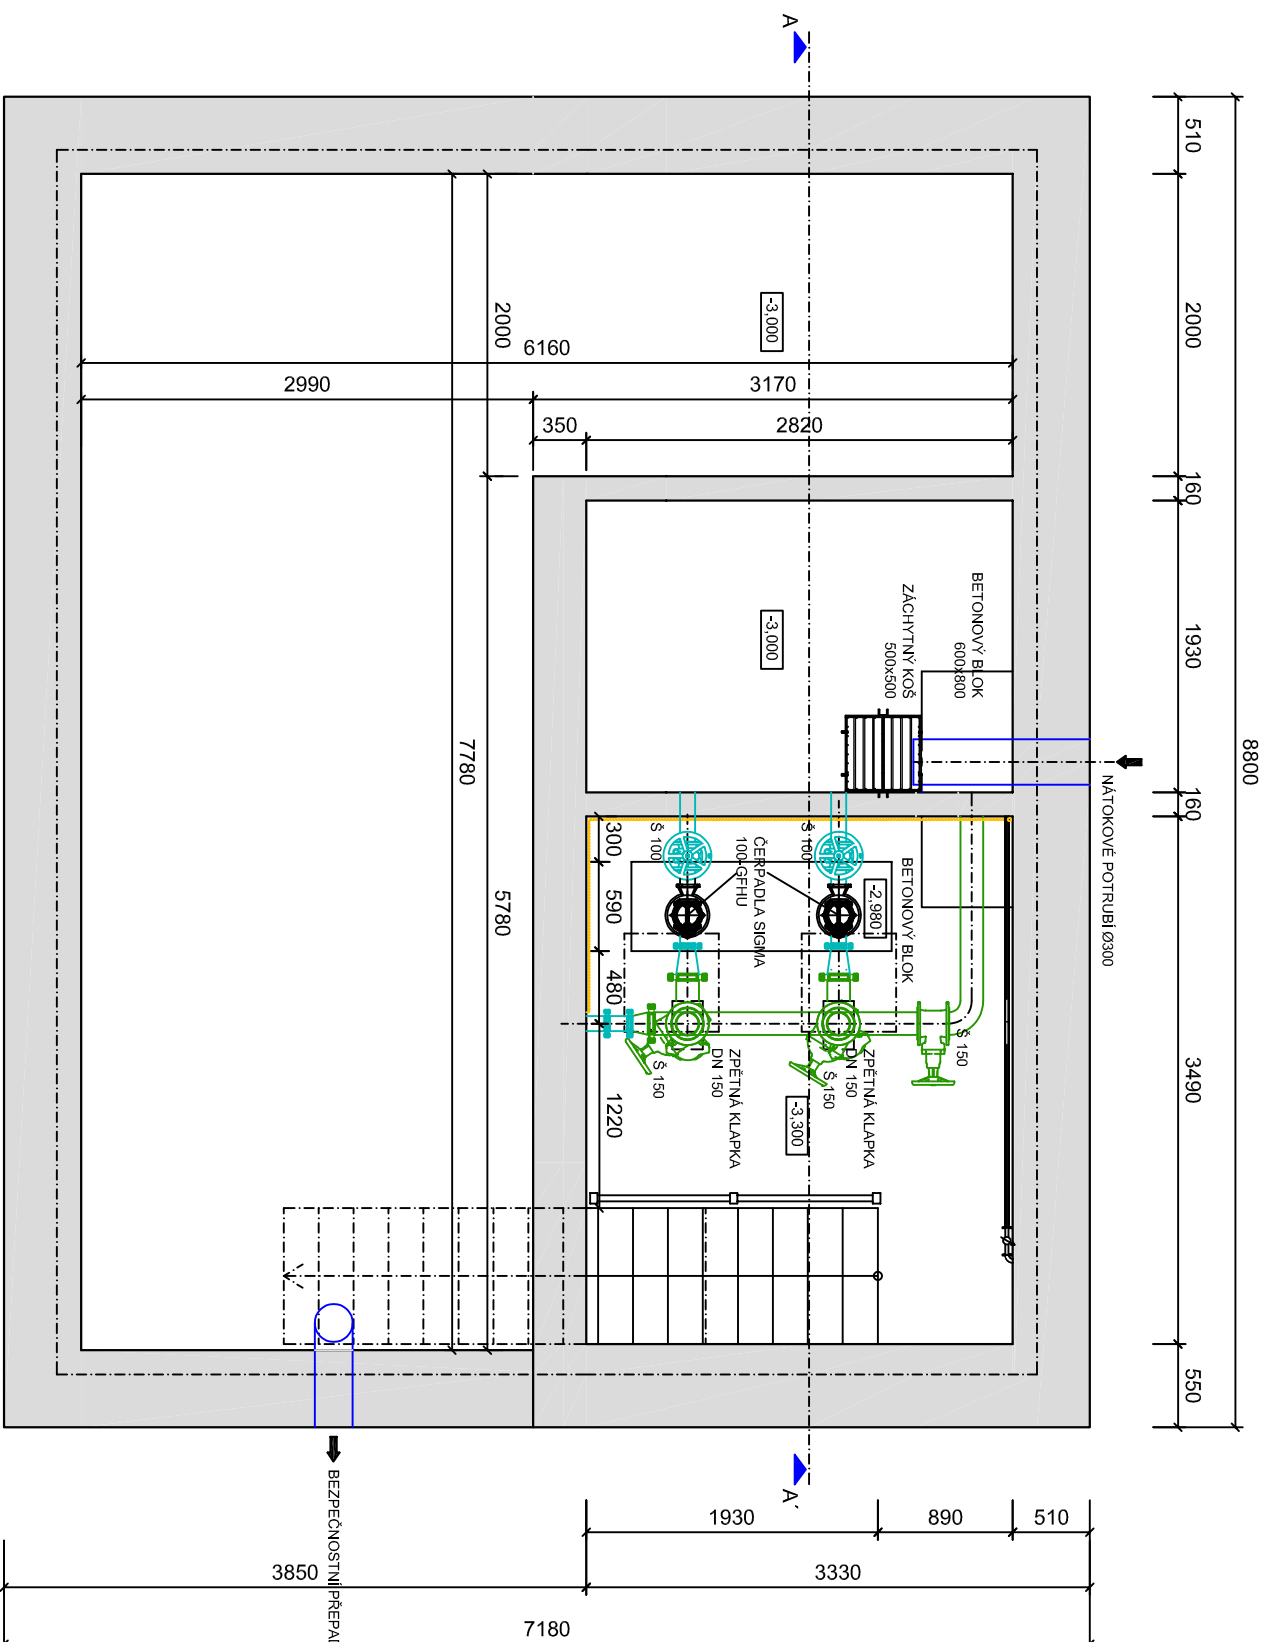 A
510
2000
160
1930
160
3490
550
8800
-3,000
2000
6160
2990
3170
350
2820
BETONOVÝ BLOK
600x800
ZÁCHYTNÝ KOŠ
500x500
-3,000
NÁTOKOVÉ POTRUBÍ Ø300
7780
5780
300
590
480
1220
Š 100
Š 100
ČERPADLA SIGMA
100-GFHU
-2,980
BETONOVÝ BLOK
Š 150
ZPĚTNÁ KLAPKA
DN 150
Š 150
ZPĚTNÁ KLAPKA
DN 150
Š 150
-3,300
A´
BEZPEČNOSTNÍ PŘEPAD
1930
890
510
3850
3330
7180